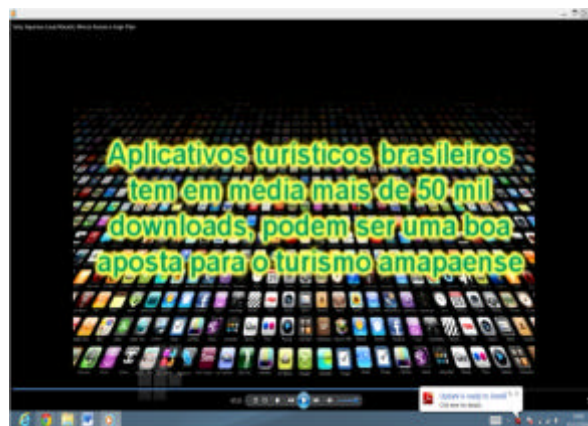 Aplicativos turísticos brasileiros
tem em média mais de 50 mil
downloads, podem ser uma boa
aposta para o turismo amapaense